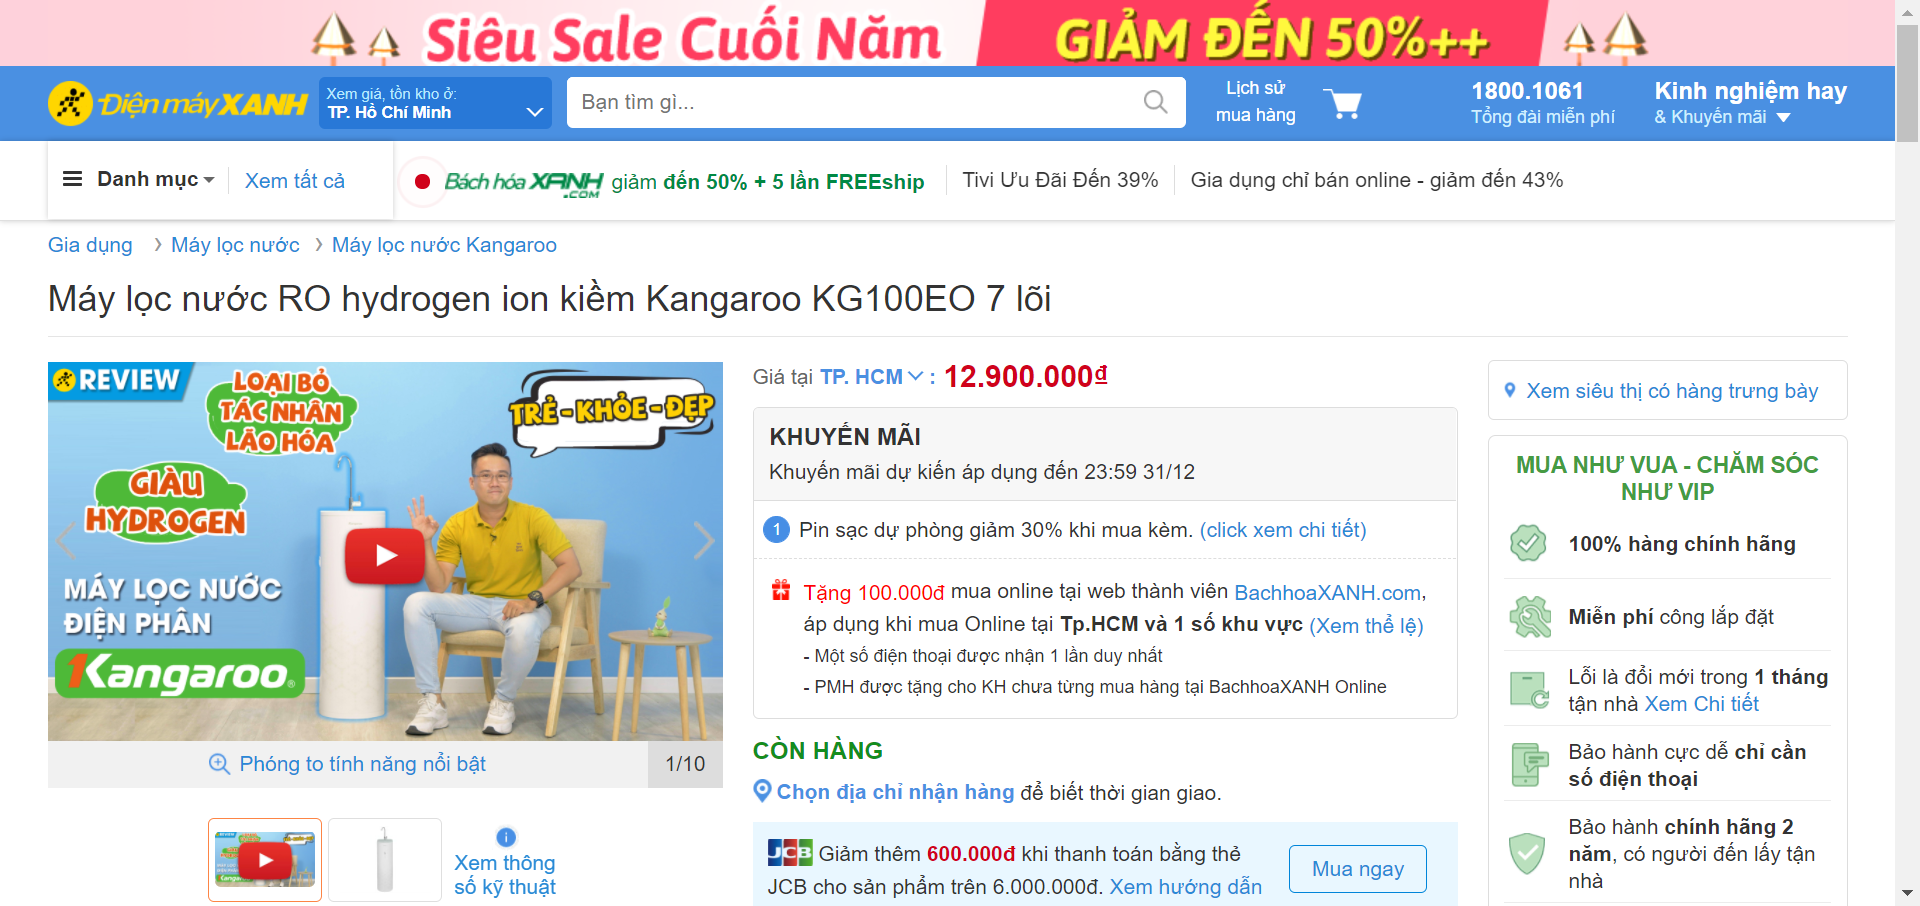 Siêu Sale Cuối Năm
GIẢM ĐẾN 50%++
Điện máy XANH
Xem giá, tồn kho ở:
TP. Hồ Chí Minh
Bạn tìm gì...
Lịch sử
mua hàng
1800.1061
Tổng đài miễn phí
Kinh nghiệm hay
& Khuyến mãi
Danh mục
Xem tất cả
Bách hóa XANH.COM giảm đến 50% + 5 lần FREEship
Tivi Ưu Đãi Đến 39%
Gia dụng chỉ bán online - giảm đến 43%
Gia dụng › Máy lọc nước › Máy lọc nước Kangaroo
Máy lọc nước RO hydrogen ion kiềm Kangaroo KG100EO 7 lõi
REVIEW
LOẠI BỎ
TÁC NHÂN
LÃO HÓA
TRẺ-KHỎE-ĐẸP
GIÀU
HYDROGEN
MÁY LỌC NƯỚC
ĐIỆN PHÂN
Kangaroo
Phóng to tính năng nổi bật
1/10
Xem thông
số kỹ thuật
Giá tại TP. HCM : 12.900.000₫
KHUYẾN MÃI
Khuyến mãi dự kiến áp dụng đến 23:59 31/12
1 Pin sạc dự phòng giảm 30% khi mua kèm. (click xem chi tiết)
Tặng 100.000đ mua online tại web thành viên BachhoaXANH.com,
áp dụng khi mua Online tại Tp.HCM và 1 số khu vực (Xem thể lệ)
- Một số điện thoại được nhận 1 lần duy nhất
- PMH được tặng cho KH chưa từng mua hàng tại BachhoaXANH Online
CÒN HÀNG
Chọn địa chỉ nhận hàng để biết thời gian giao.
JCB Giảm thêm 600.000đ khi thanh toán bằng thẻ
JCB cho sản phẩm trên 6.000.000đ. Xem hướng dẫn
Mua ngay
Xem siêu thị có hàng trưng bày
MUA NHƯ VUA - CHĂM SÓC
NHƯ VIP
100% hàng chính hãng
Miễn phí công lắp đặt
Lỗi là đổi mới trong 1 tháng
tận nhà Xem Chi tiết
Bảo hành cực dễ chỉ cần
số điện thoại
Bảo hành chính hãng 2
năm, có người đến lấy tận
nhà